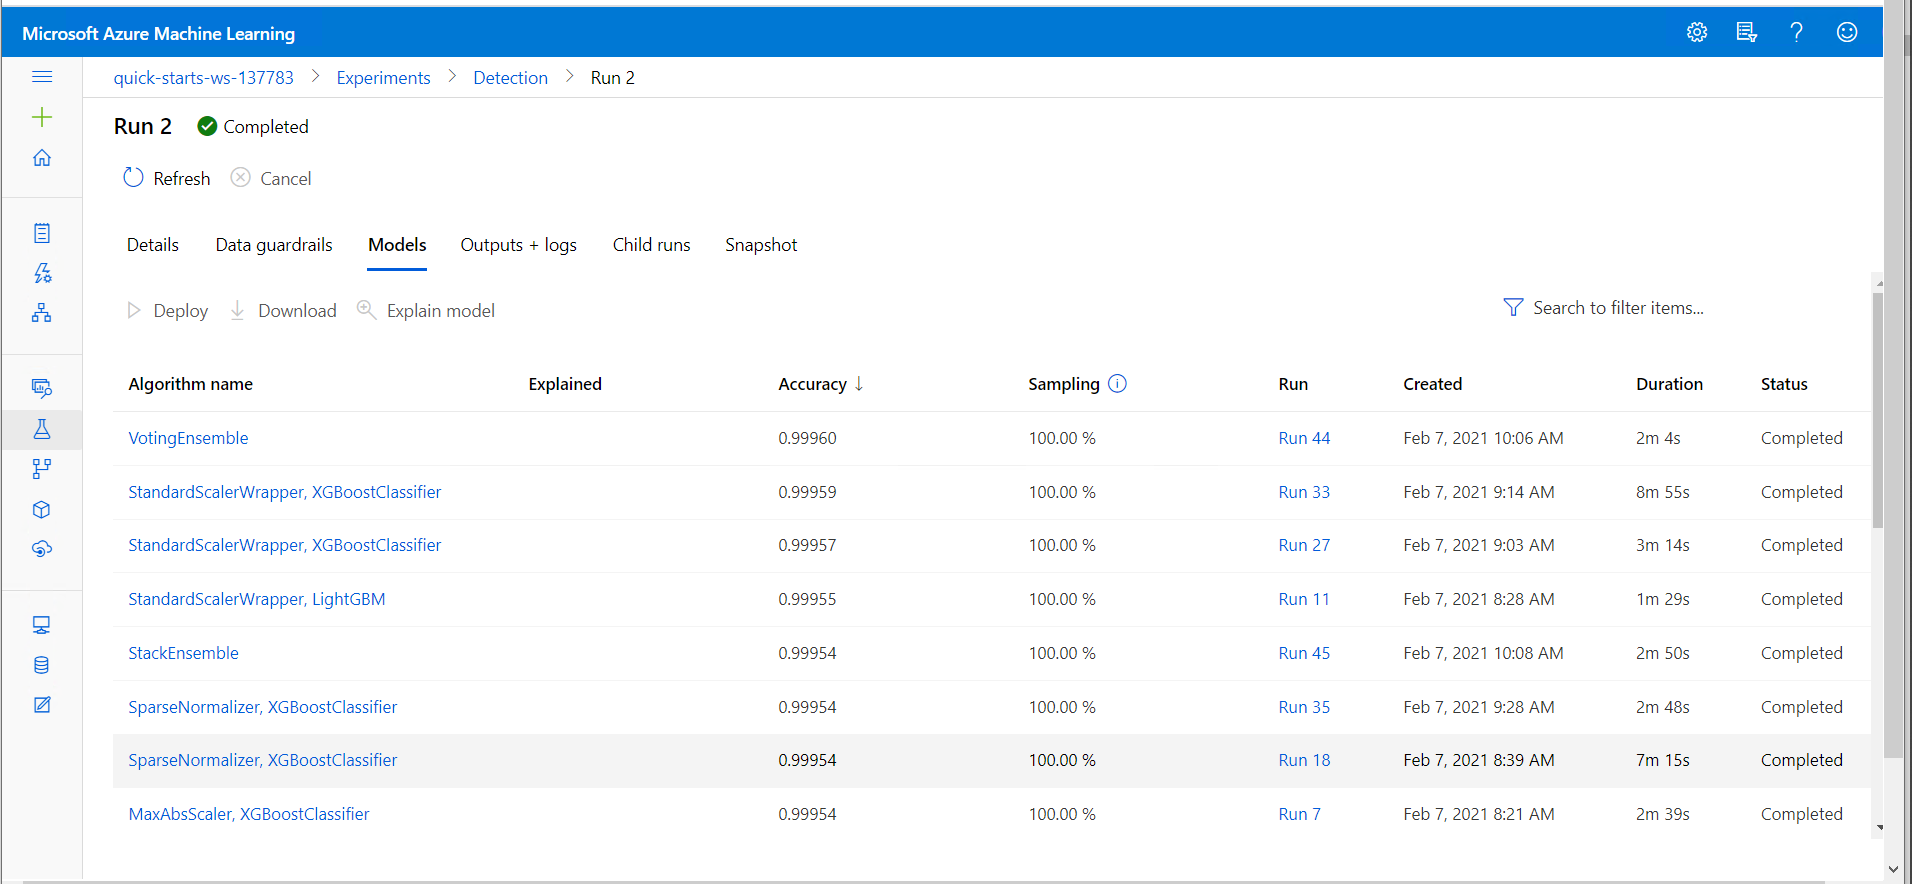 Microsoft Azure Machine Learning
quick-starts-ws-137783 > Experiments > Detection > Run 2
Run 2 Completed
Refresh Cancel
Details Data guardrails Models Outputs + logs Child runs Snapshot
Deploy Download Explain model Search to filter items...
Algorithm name Explained Accuracy ↓ Sampling Run Created Duration Status
VotingEnsemble 0.99960 100.00 % Run 44 Feb 7, 2021 10:06 AM 2m 4s Completed
StandardScalerWrapper, XGBoostClassifier 0.99959 100.00 % Run 33 Feb 7, 2021 9:14 AM 8m 55s Completed
StandardScalerWrapper, XGBoostClassifier 0.99957 100.00 % Run 27 Feb 7, 2021 9:03 AM 3m 14s Completed
StandardScalerWrapper, LightGBM 0.99955 100.00 % Run 11 Feb 7, 2021 8:28 AM 1m 29s Completed
StackEnsemble 0.99954 100.00 % Run 45 Feb 7, 2021 10:08 AM 2m 50s Completed
SparseNormalizer, XGBoostClassifier 0.99954 100.00 % Run 35 Feb 7, 2021 9:28 AM 2m 48s Completed
SparseNormalizer, XGBoostClassifier 0.99954 100.00 % Run 18 Feb 7, 2021 8:39 AM 7m 15s Completed
MaxAbsScaler, XGBoostClassifier 0.99954 100.00 % Run 7 Feb 7, 2021 8:21 AM 2m 39s Completed